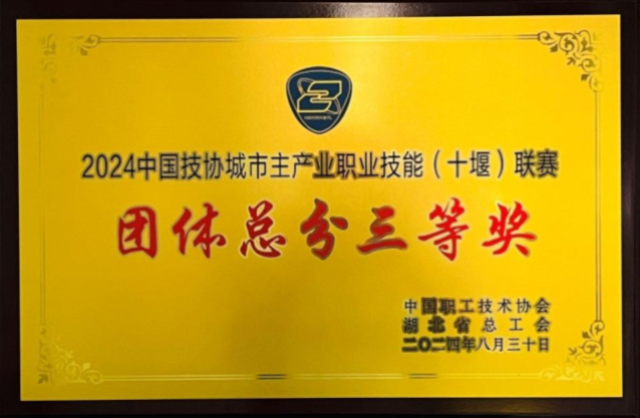 2024中国技协城市主产业职业技能（十堰）联赛
团体总分三等奖
中国职工技术协会
湖北省总工会
二〇二四年八月三十日